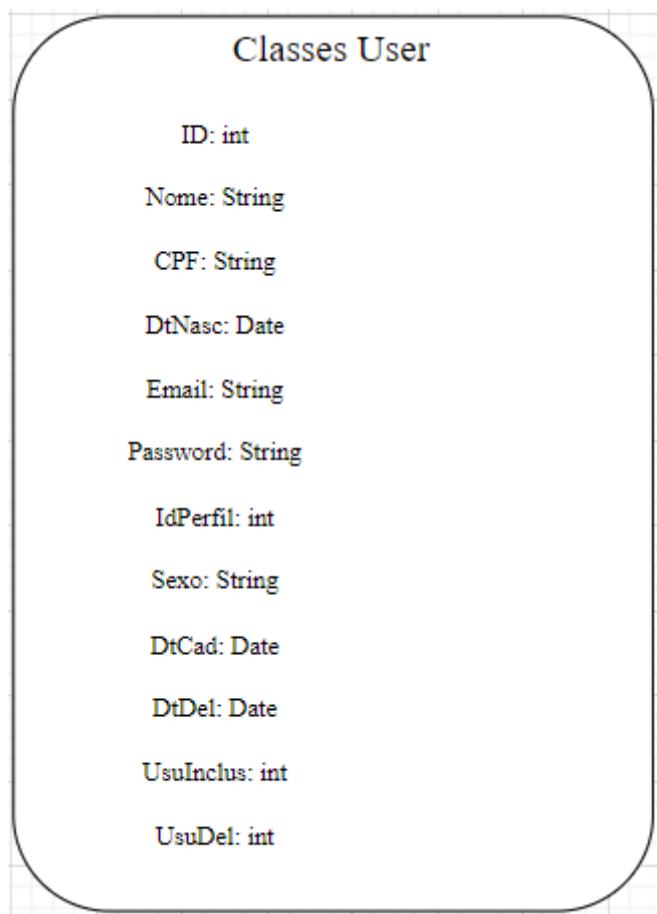 Classes User
ID: int
Nome: String
CPF: String
DtNasc: Date
Email: String
Password: String
IdPerfil: int
Sexo: String
DtCad: Date
DtDel: Date
UsuInclus: int
UsuDel: int